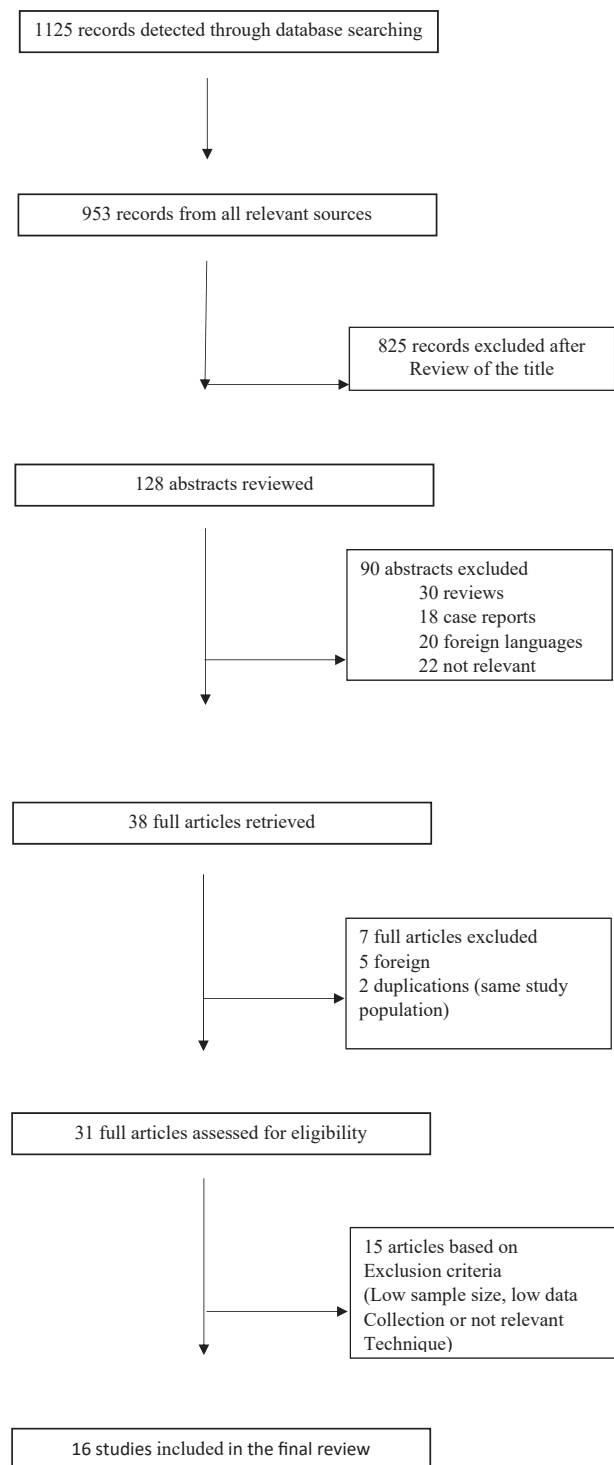 1125 records detected through database searching
953 records from all relevant sources
825 records excluded after
Review of the title
128 abstracts reviewed
90 abstracts excluded
30 reviews
18 case reports
20 foreign languages
22 not relevant
38 full articles retrieved
7 full articles excluded
5 foreign
2 duplications (same study
population)
31 full articles assessed for eligibility
15 articles based on
Exclusion criteria
(Low sample size, low data
Collection or not relevant
Technique)
16 studies included in the final review